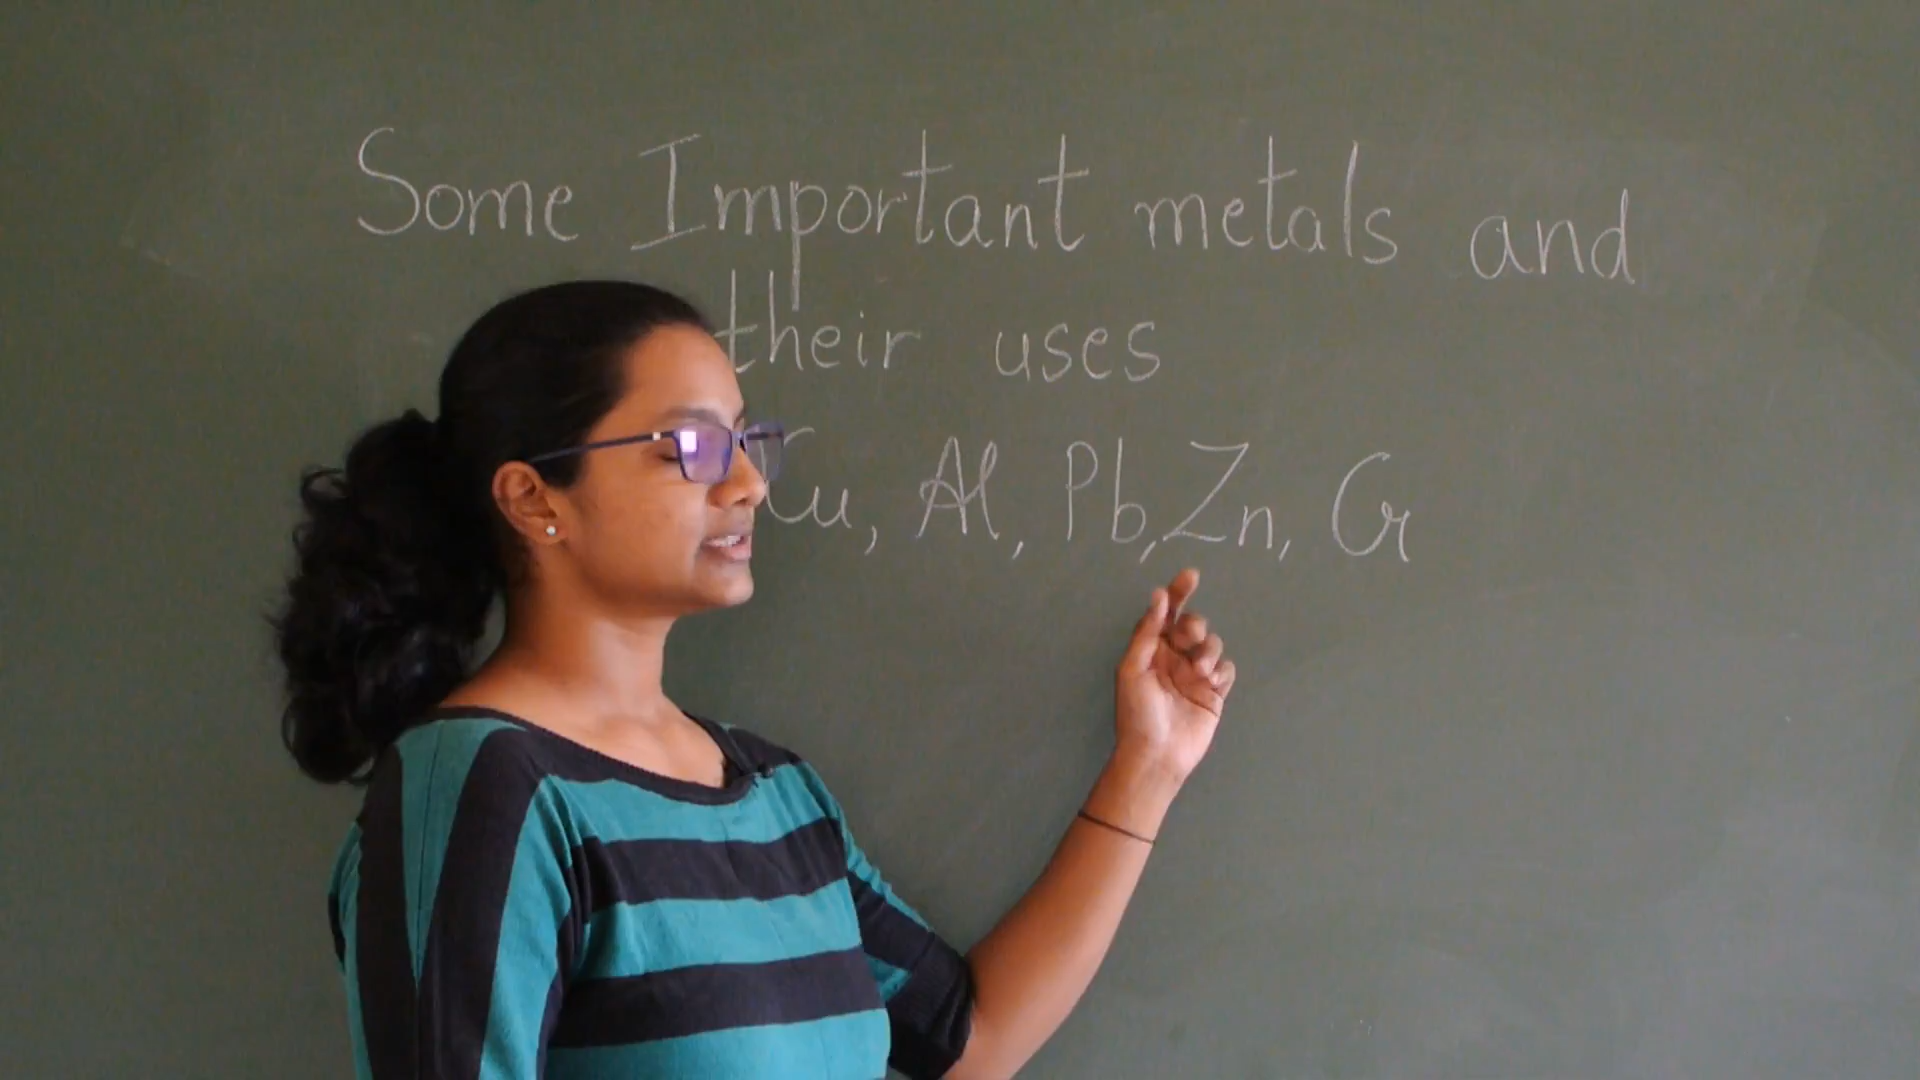 Some Important metals and
their uses
Cu, Al, Pb, Zn, Cr